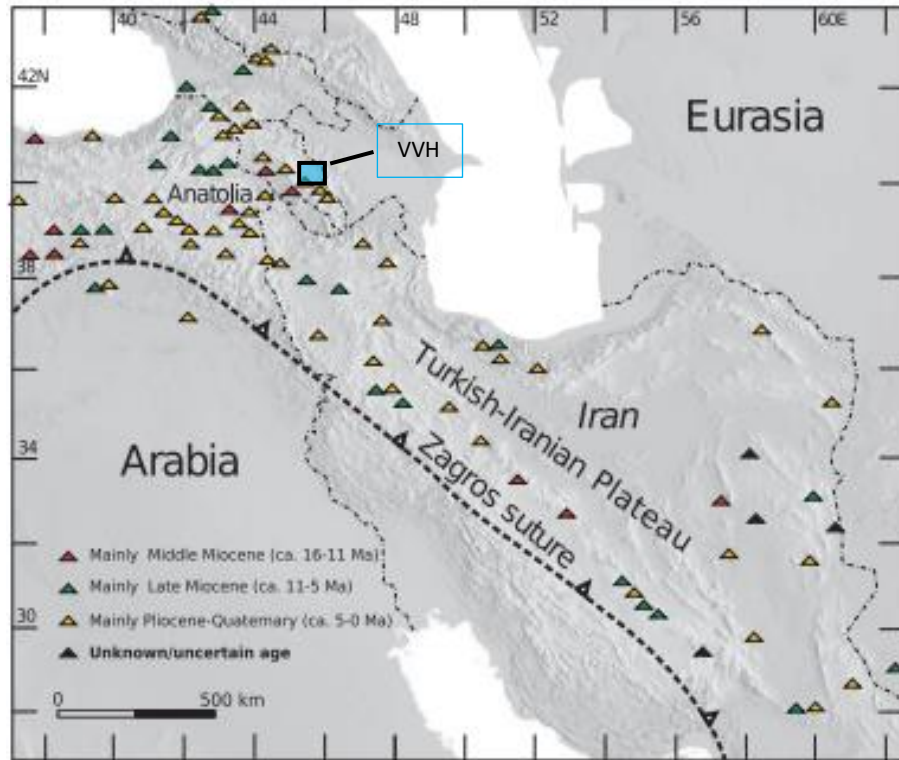 40
44
48
52
56
60E
42N
VVH
Eurasia
Anatolia
38
Turkish-Iranian Plateau
Iran
34
Arabia
Zagros suture
Mainly Middle Miocene (ca. 16-11 Ma)
Mainly Late Miocene (ca. 11-5 Ma)
Mainly Pliocene-Quaternary (ca. 5-0 Ma)
30
Unknown/uncertain age
0
500 km